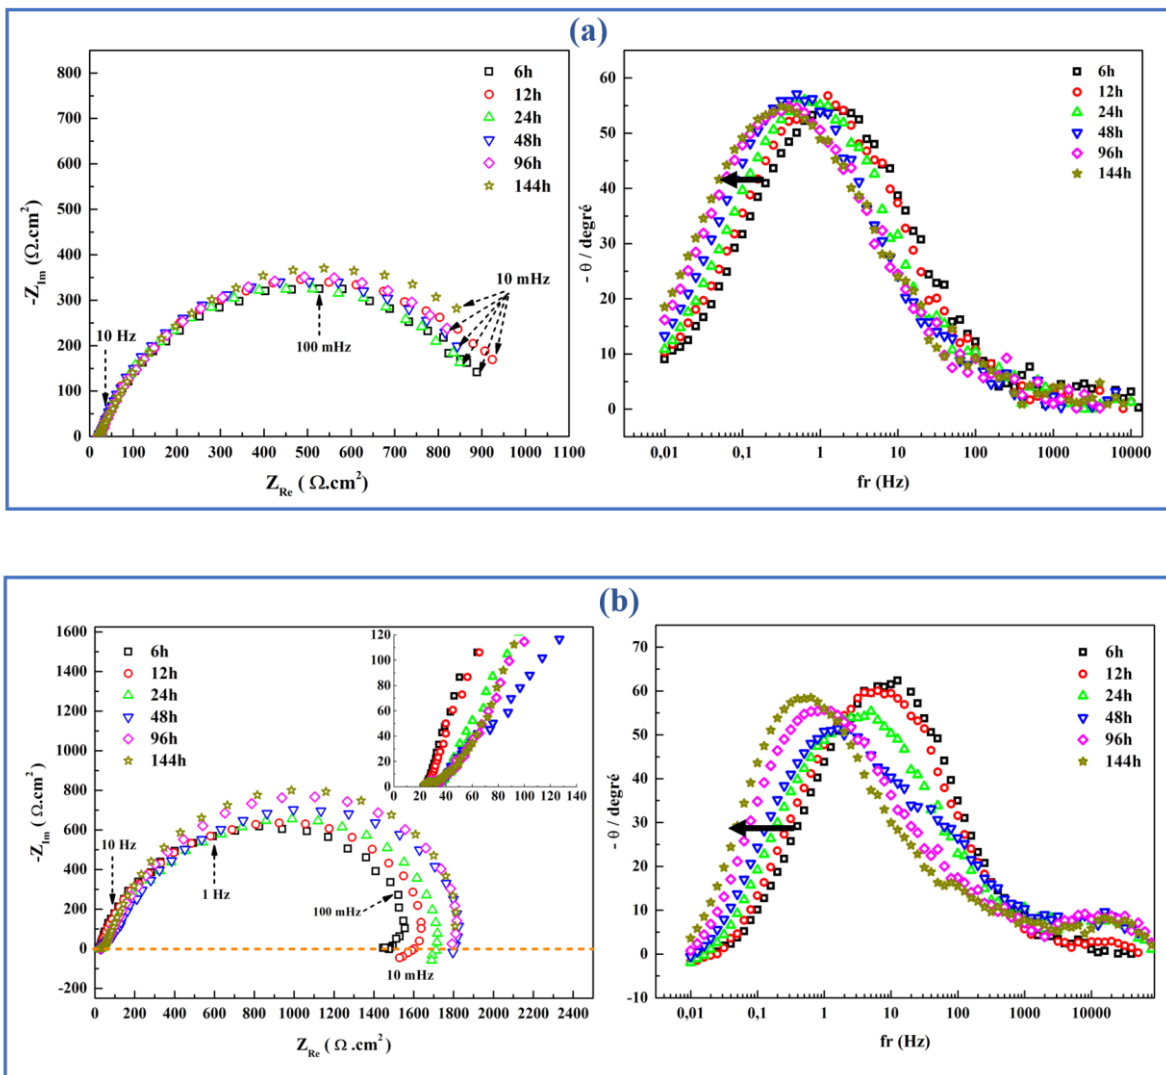 (a)
800
700
600
500
400
300
200
100
0
-Z_Im (Ω.cm²)
6h
12h
24h
48h
96h
144h
10 Hz
100 mHz
10 mHz
0 100 200 300 400 500 600 700 800 900 1000 1100
Z_Re ( Ω.cm²)
60
50
40
30
20
10
0
- θ / degré
6h
12h
24h
48h
96h
144h
0,01 0,1 1 10 100 1000 10000
fr (Hz)
(b)
1600
1400
1200
1000
800
600
400
200
0
-200
-Z_Im (Ω.cm²)
6h
12h
24h
48h
96h
144h
120
100
80
60
40
20
0
0 20 40 60 80 100 120 140
10 Hz
1 Hz
100 mHz
10 mHz
0 200 400 600 800 1000 1200 1400 1600 1800 2000 2200 2400
Z_Re ( Ω.cm²)
70
60
50
40
30
20
10
0
-10
- θ / degré
6h
12h
24h
48h
96h
144h
0,01 0,1 1 10 100 1000 10000
fr (Hz)